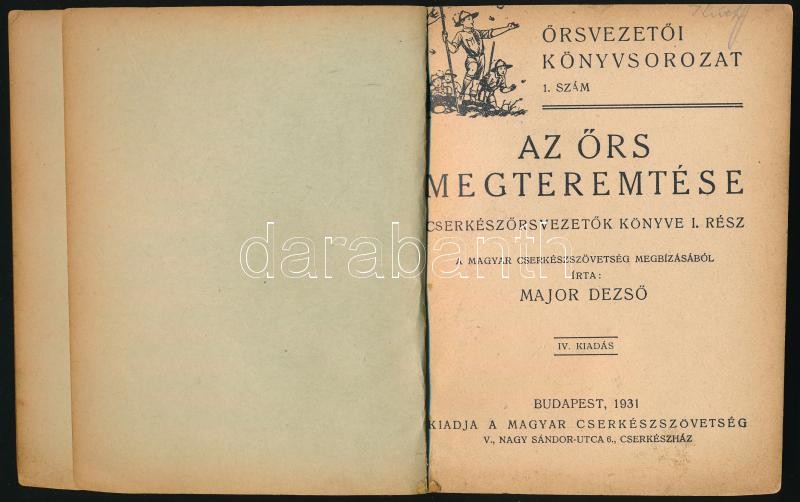 ŐRSVEZETŐI
KÖNYVSOROZAT
1. SZÁM
AZ ŐRS
MEGTEREMTÉSE
CSERKÉSZŐRSVEZETŐK KÖNYVE I. RÉSZ
A MAGYAR CSERKÉSZSZÖVETSÉG MEGBÍZÁSÁBÓL
ÍRTA:
MAJOR DEZSŐ
IV. KIADÁS
BUDAPEST, 1931
KIADJA A MAGYAR CSERKÉSZSZÖVETSÉG
V., NAGY SÁNDOR-UTCA 6., CSERKÉSZHÁZ
darabanth